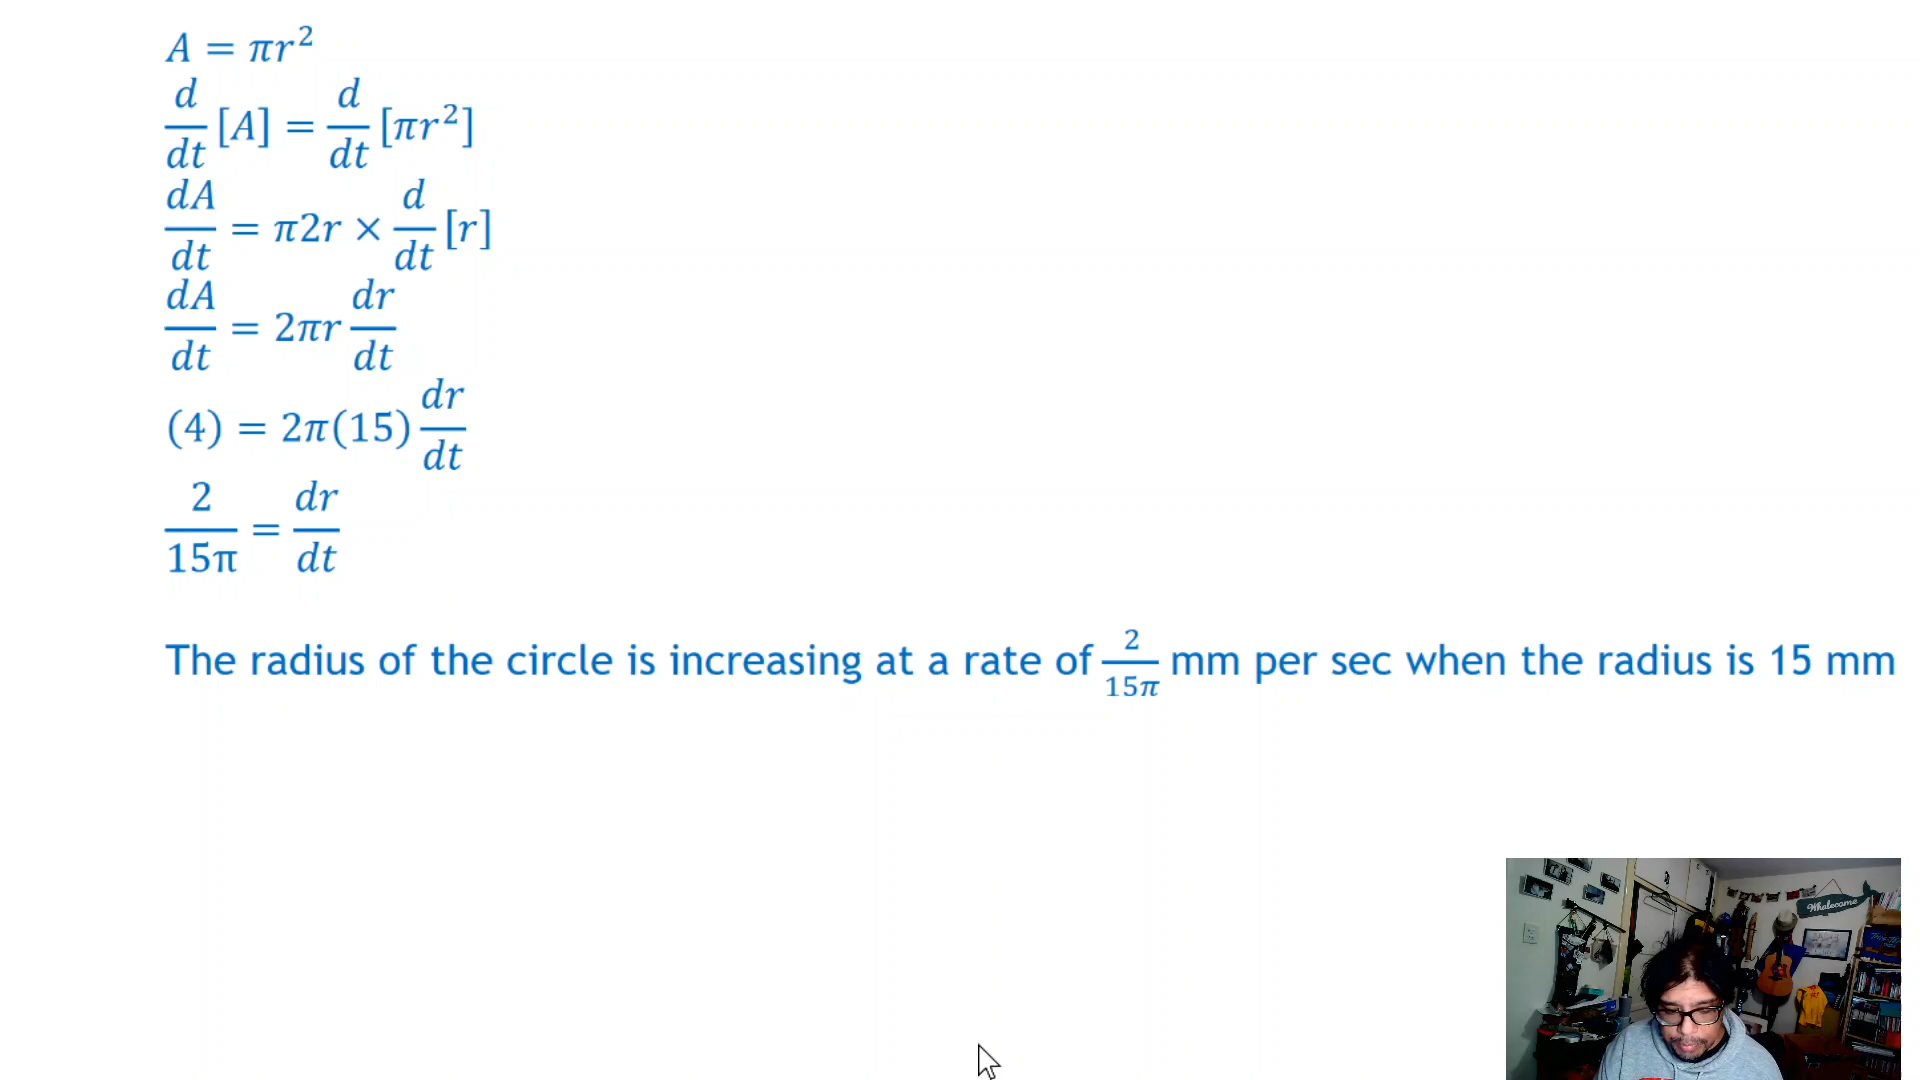 A = πr²
d/dt [A] = d/dt [πr²]
dA/dt = π2r × d/dt [r]
dA/dt = 2πr dr/dt
(4) = 2π(15) dr/dt
2/15π = dr/dt
The radius of the circle is increasing at a rate of 2/15π mm per sec when the radius is 15 mm
Whalecome